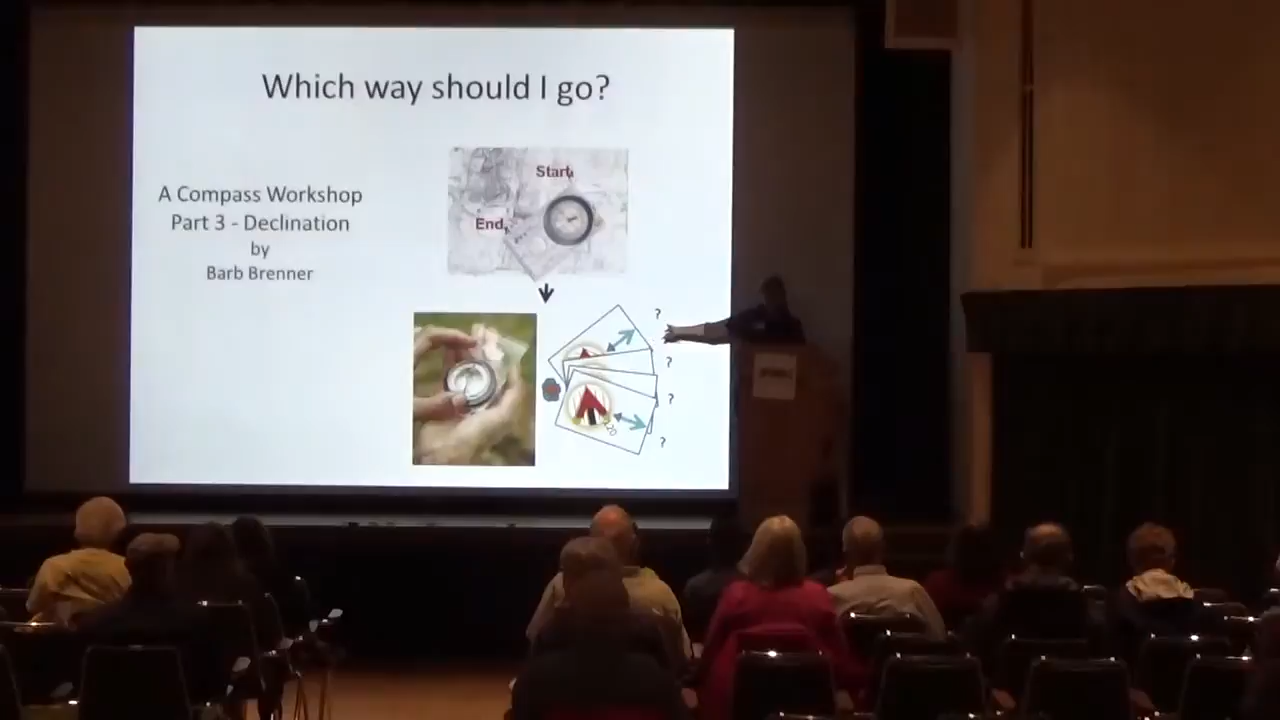 Which way should I go?
A Compass Workshop
Part 3 - Declination
by
Barb Brenner
Start
End
?
?
?
?